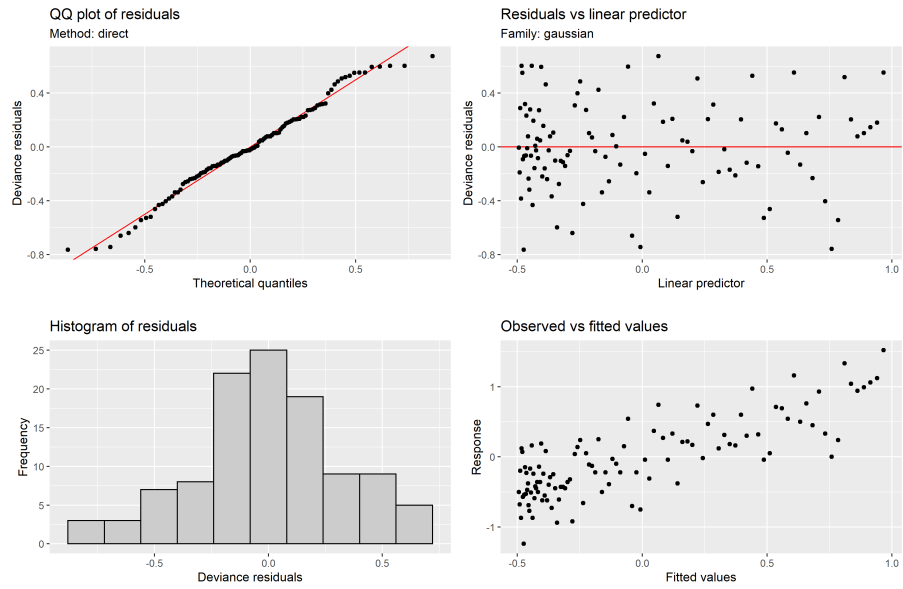 QQ plot of residuals
Method: direct
0.4
0.0
-0.4
-0.8
Deviance residuals
-0.5
0.0
0.5
Theoretical quantiles
Residuals vs linear predictor
Family: gaussian
0.4
0.0
-0.4
-0.8
Deviance residuals
-0.5
0.0
0.5
1.0
Linear predictor
Histogram of residuals
25
20
15
10
5
0
Frequency
-0.5
0.0
0.5
Deviance residuals
Observed vs fitted values
1
0
-1
Response
-0.5
0.0
0.5
1.0
Fitted values